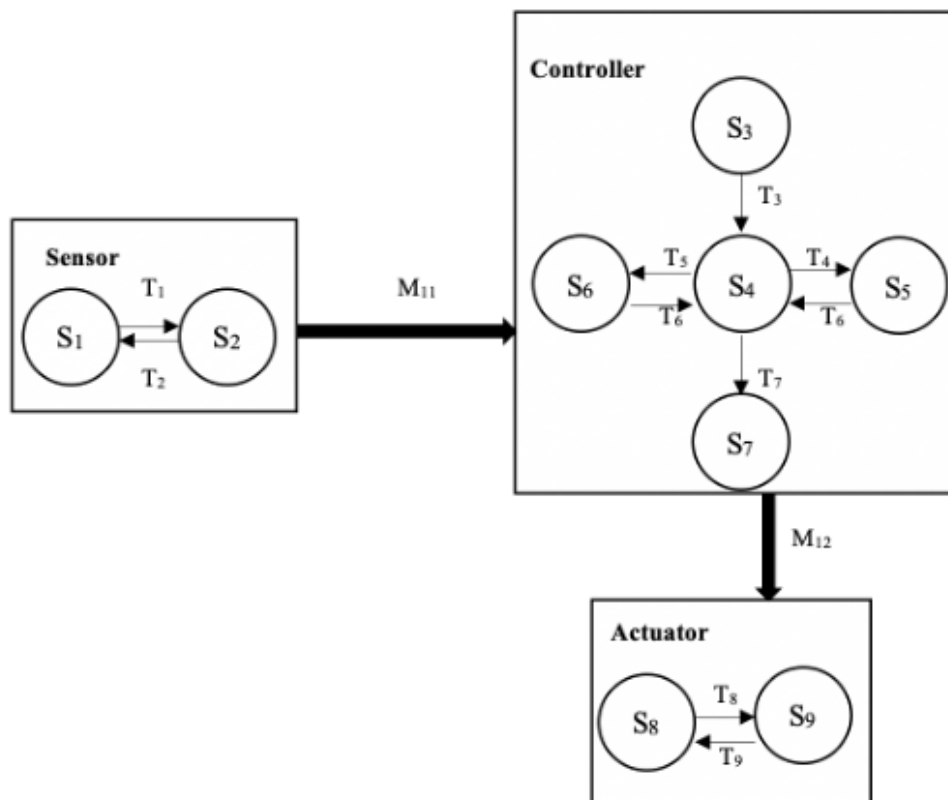 Controller
S3
T3
Sensor
T1
S1 S2
T2
M11
S6 T5 S4 T4 S5
T6 T6
T7
S7
M12
Actuator
S8 T8 S9
T9